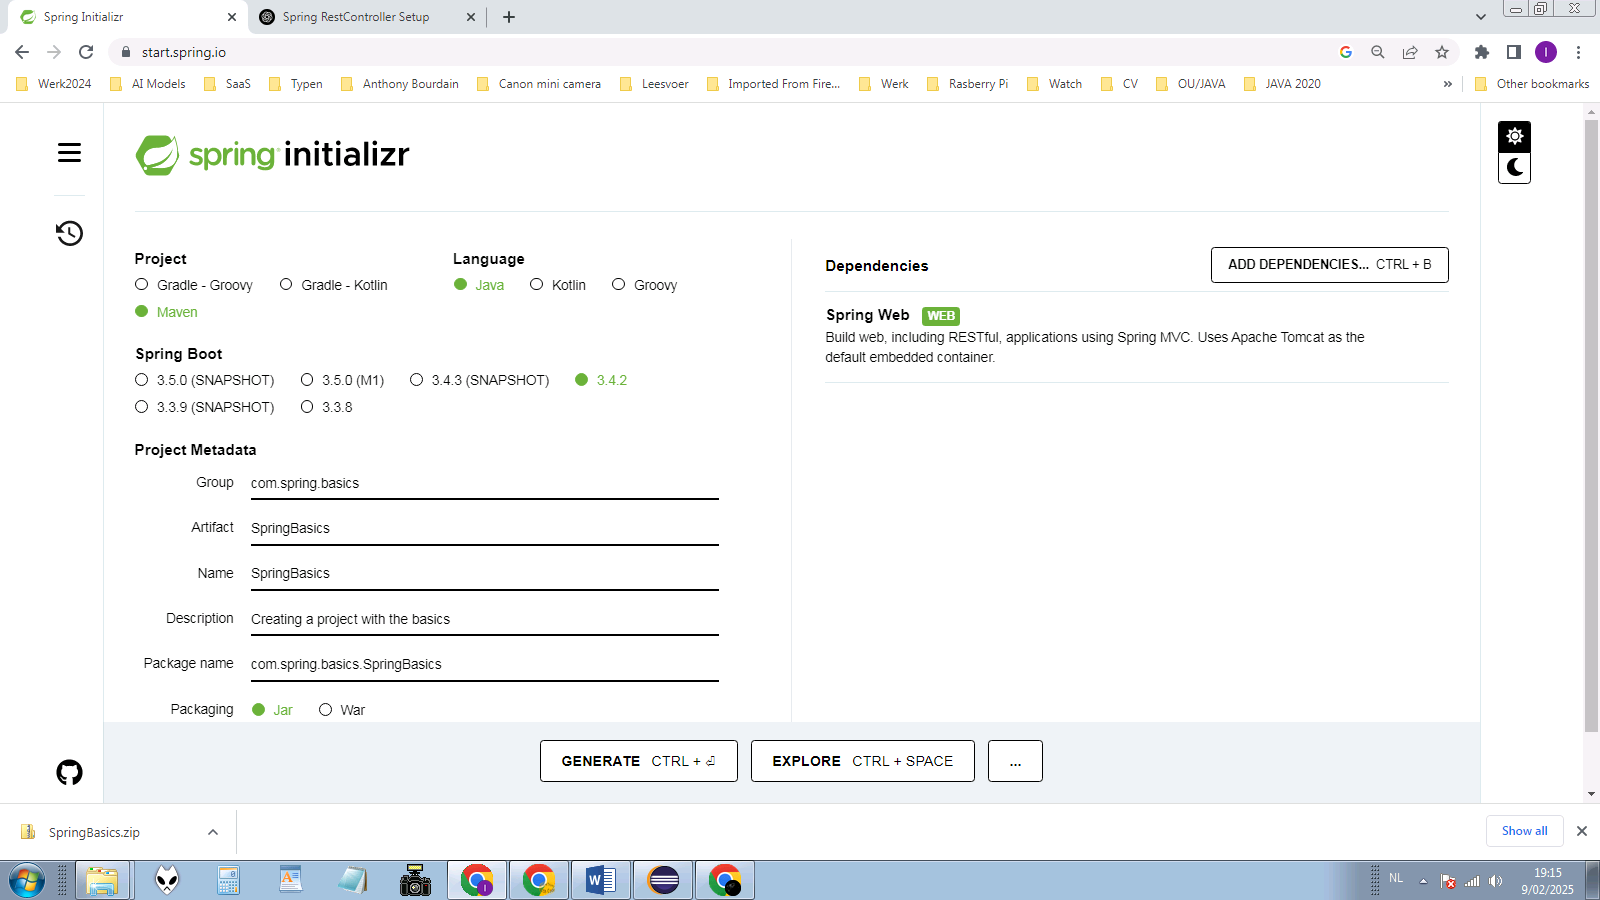 Spring Initializr
Spring RestController Setup
start.spring.io
Werk2024 AI Models SaaS Typen Anthony Bourdain Canon mini camera Leesvoer Imported From Fire... Werk Rasberry Pi Watch CV OU/JAVA JAVA 2020 » Other bookmarks
spring initializr
Project
Gradle - Groovy Gradle - Kotlin
Maven
Language
Java Kotlin Groovy
Spring Boot
3.5.0 (SNAPSHOT) 3.5.0 (M1) 3.4.3 (SNAPSHOT) 3.4.2
3.3.9 (SNAPSHOT) 3.3.8
Project Metadata
Group com.spring.basics
Artifact SpringBasics
Name SpringBasics
Description Creating a project with the basics
Package name com.spring.basics.SpringBasics
Packaging Jar War
Dependencies
ADD DEPENDENCIES... CTRL + B
Spring Web WEB
Build web, including RESTful, applications using Spring MVC. Uses Apache Tomcat as the
default embedded container.
GENERATE CTRL + ⏎
EXPLORE CTRL + SPACE
...
SpringBasics.zip
Show all
NL
19:15
9/02/2025